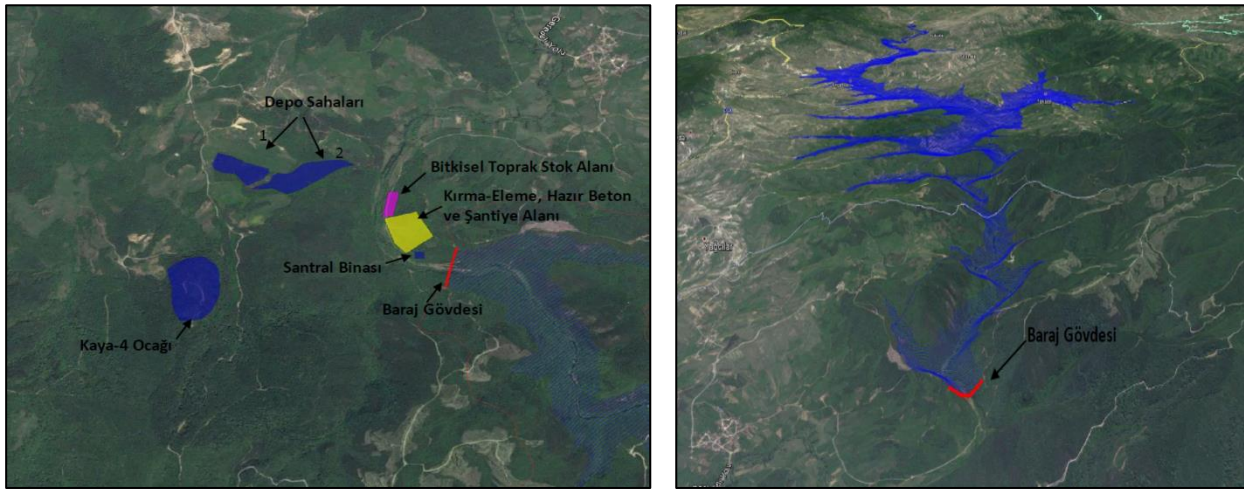 Depo Sahaları
1
2
Bitkisel Toprak Stok Alanı
Kırma-Eleme, Hazır Beton
ve Şantiye Alanı
Santral Binası
Baraj Gövdesi
Kaya-4 Ocağı
Yağcılar
Baraj Gövdesi